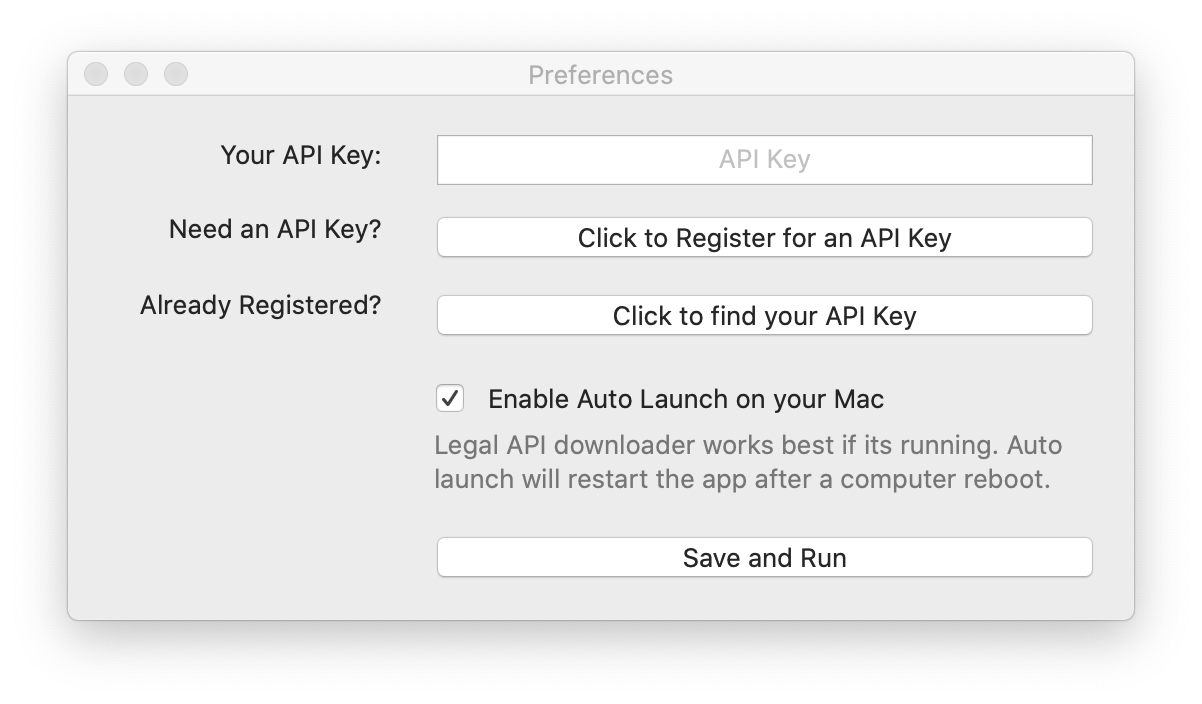 Preferences
Your API Key:
API Key
Need an API Key?
Click to Register for an API Key
Already Registered?
Click to find your API Key
Enable Auto Launch on your Mac
Legal API downloader works best if its running. Auto
launch will restart the app after a computer reboot.
Save and Run